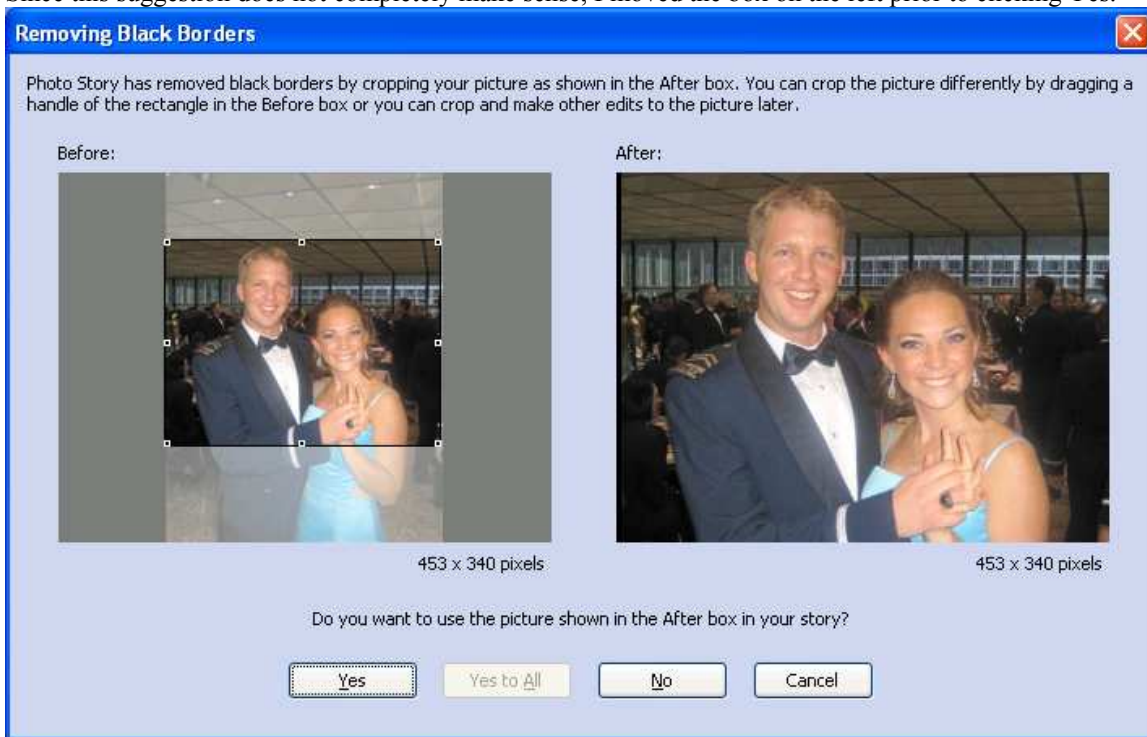 Since this suggestion does not completely make sense, I moved the box on the left prior to clicking Yes.
Removing Black Borders
Photo Story has removed black borders by cropping your picture as shown in the After box. You can crop the picture differently by dragging a
handle of the rectangle in the Before box or you can crop and make other edits to the picture later.
Before:
After:
453 x 340 pixels
453 x 340 pixels
Do you want to use the picture shown in the After box in your story?
Yes
Yes to All
No
Cancel